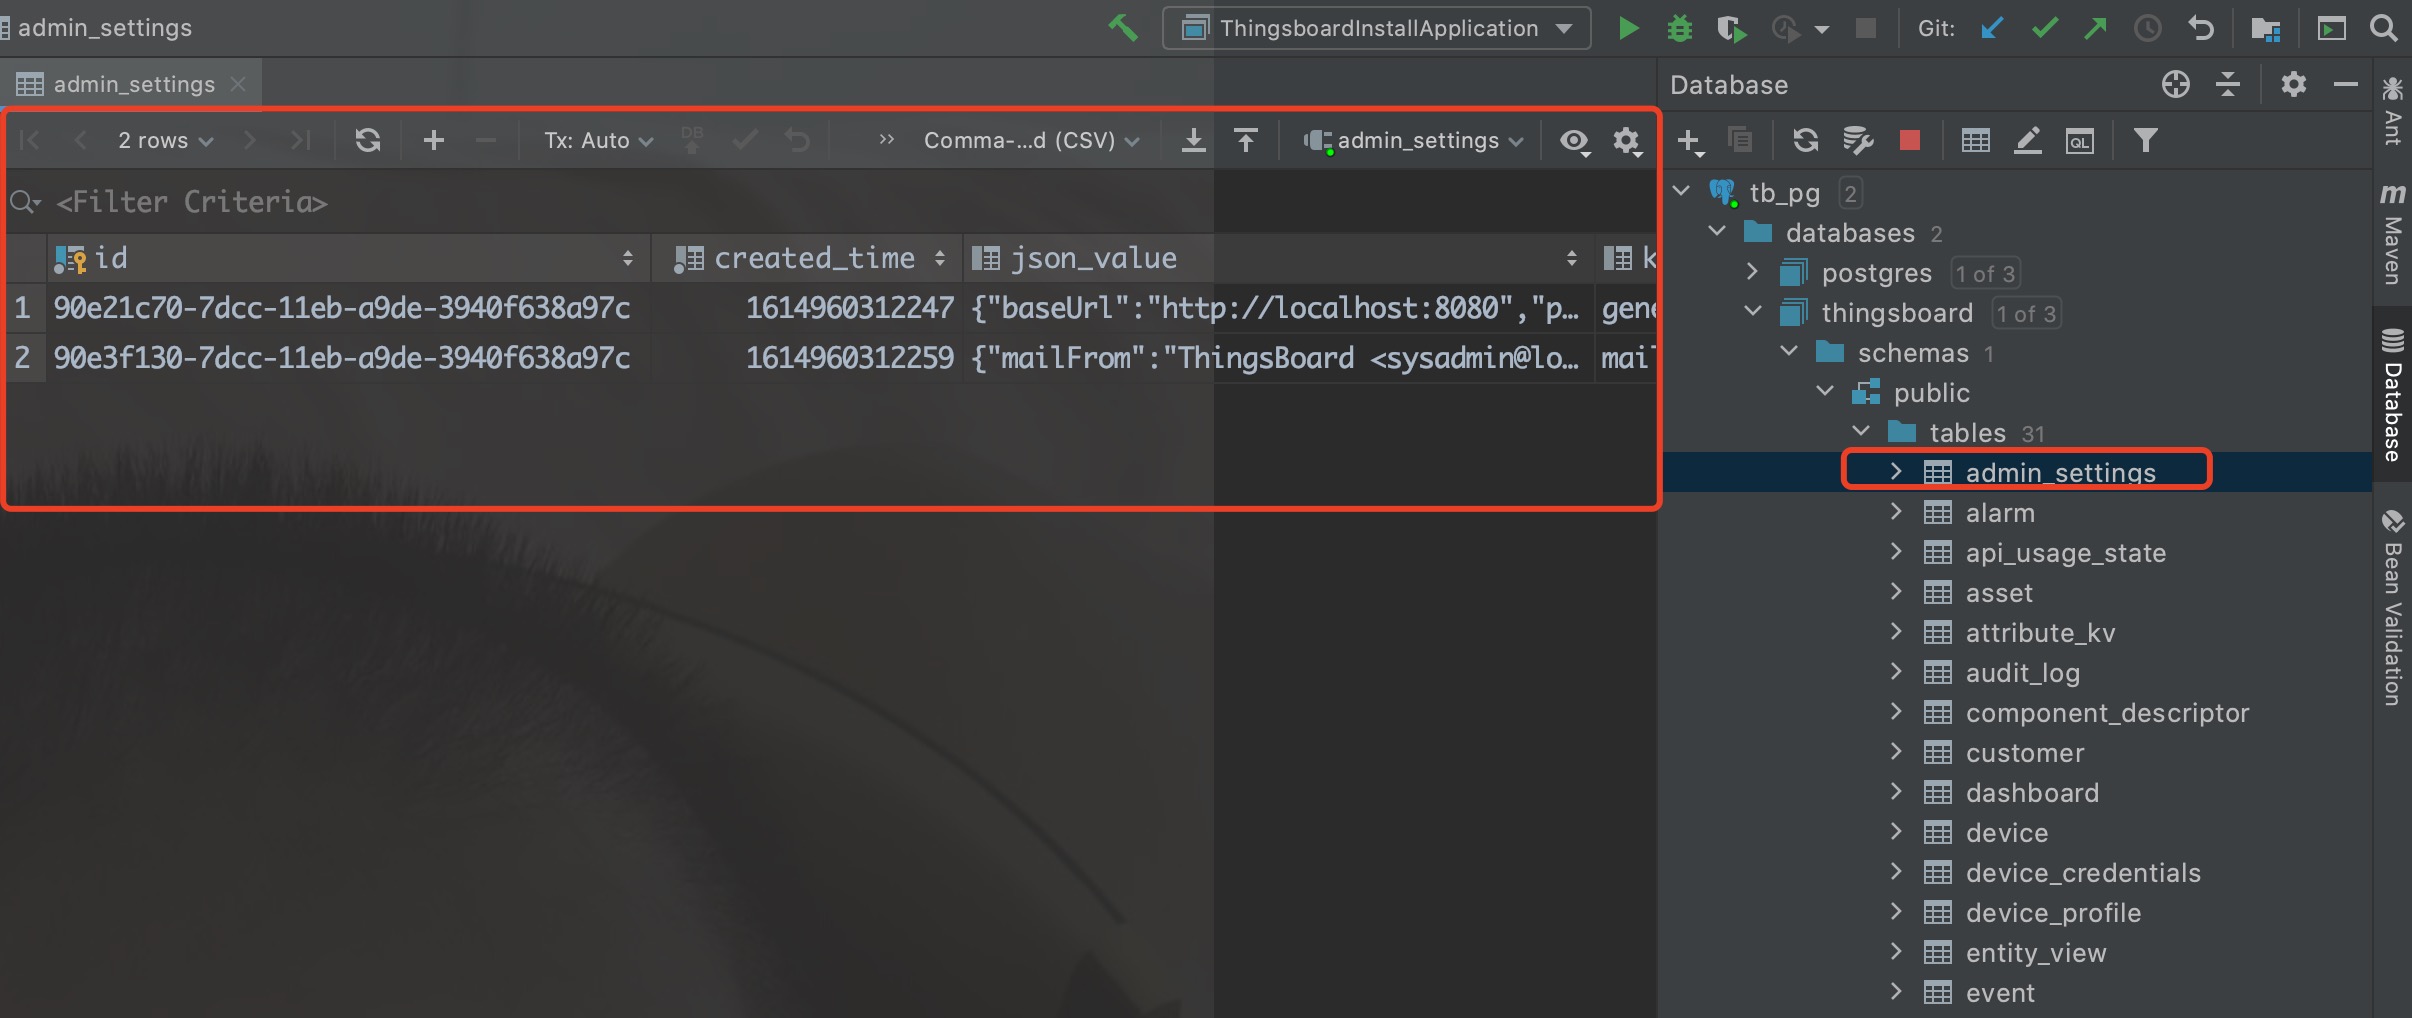 admin_settings
ThingsboardInstallApplication
Git:
admin_settings
2 rows
Tx: Auto
DB
Comma-...d (CSV)
admin_settings
<Filter Criteria>
id created_time json_value k
1 90e21c70-7dcc-11eb-a9de-3940f638a97c 1614960312247 {"baseUrl":"http://localhost:8080","p... gene
2 90e3f130-7dcc-11eb-a9de-3940f638a97c 1614960312259 {"mailFrom":"ThingsBoard <sysadmin@lo... mail
Database
QL
tb_pg 2
databases 2
postgres 1 of 3
thingsboard 1 of 3
schemas 1
public
tables 31
admin_settings
alarm
api_usage_state
asset
attribute_kv
audit_log
component_descriptor
customer
dashboard
device
device_credentials
device_profile
entity_view
event
Ant
m Maven
Database
Bean Validation